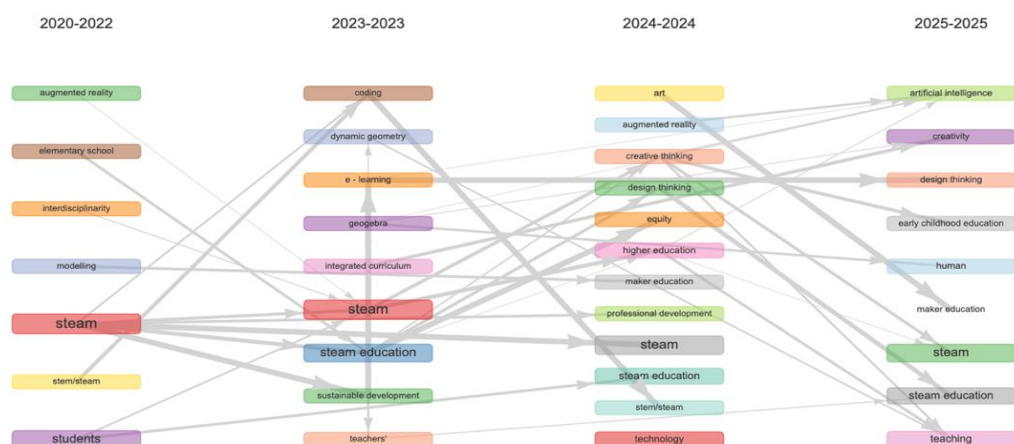 2020-2022
2023-2023
2024-2024
2025-2025
augmented reality
elementary school
interdisciplinarity
modelling
steam
stem/steam
students
coding
dynamic geometry
e - learning
geogebra
integrated curriculum
steam
steam education
sustainable development
teachers'
art
augmented reality
creative thinking
design thinking
equity
higher education
maker education
professional development
steam
steam education
stem/steam
technology
artificial intelligence
creativity
design thinking
early childhood education
human
maker education
steam
steam education
teaching